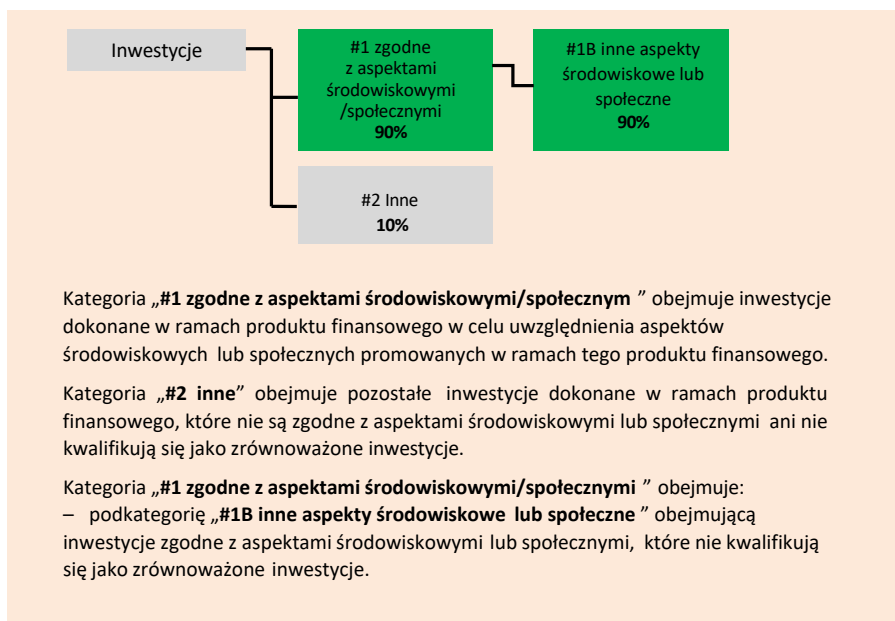 Inwestycje
#1 zgodne
z aspektami
środowiskowymi
/społecznymi
90%
#1B inne aspekty
środowiskowe lub
społeczne
90%
#2 Inne
10%
Kategoria „#1 zgodne z aspektami środowiskowymi/społecznym ” obejmuje inwestycje
dokonane w ramach produktu finansowego w celu uwzględnienia aspektów
środowiskowych lub społecznych promowanych w ramach tego produktu finansowego.
Kategoria „#2 inne” obejmuje pozostałe inwestycje dokonane w ramach produktu
finansowego, które nie są zgodne z aspektami środowiskowymi lub społecznymi ani nie
kwalifikują się jako zrównoważone inwestycje.
Kategoria „#1 zgodne z aspektami środowiskowymi/społecznymi ” obejmuje:
– podkategorię „#1B inne aspekty środowiskowe lub społeczne ” obejmującą
inwestycje zgodne z aspektami środowiskowymi lub społecznymi, które nie kwalifikują
się jako zrównoważone inwestycje.